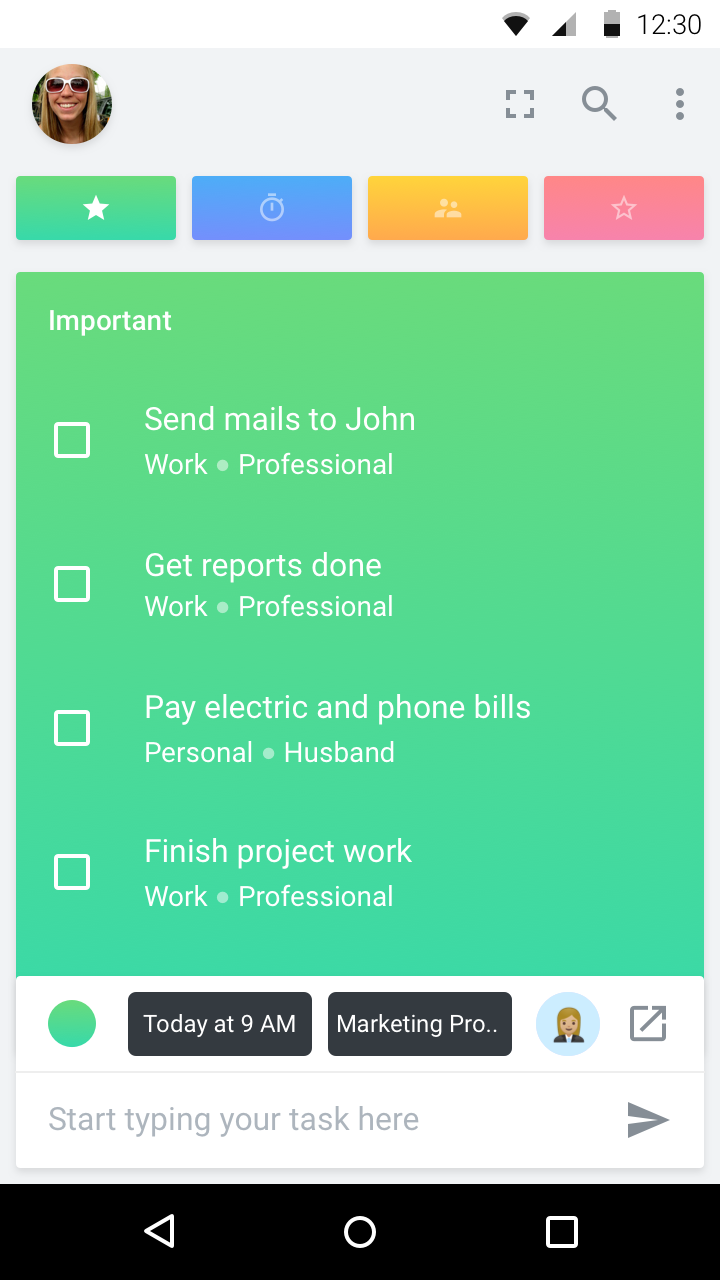 12:30
Important
Send mails to John
Work ● Professional
Get reports done
Work ● Professional
Pay electric and phone bills
Personal ● Husband
Finish project work
Work ● Professional
Today at 9 AM Marketing Pro..
Start typing your task here